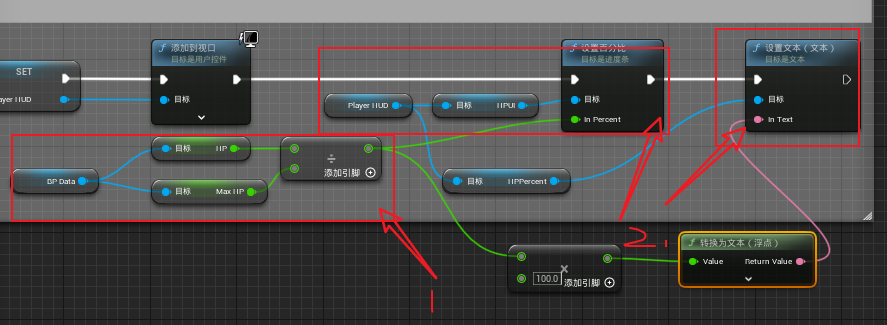 SET
添加到视口
目标是用户控件
设置百分比
目标是进度条
设置文本（文本）
目标是文本
ayer HUD
目标
Player HUD
目标
HPUI
目标
In Percent
目标
In Text
目标
HP
÷
添加引脚
BP Data
目标
Max HP
目标
HPPercent
2
转换为文本（浮点）
Value
Return Value
×
100.0
添加引脚
1